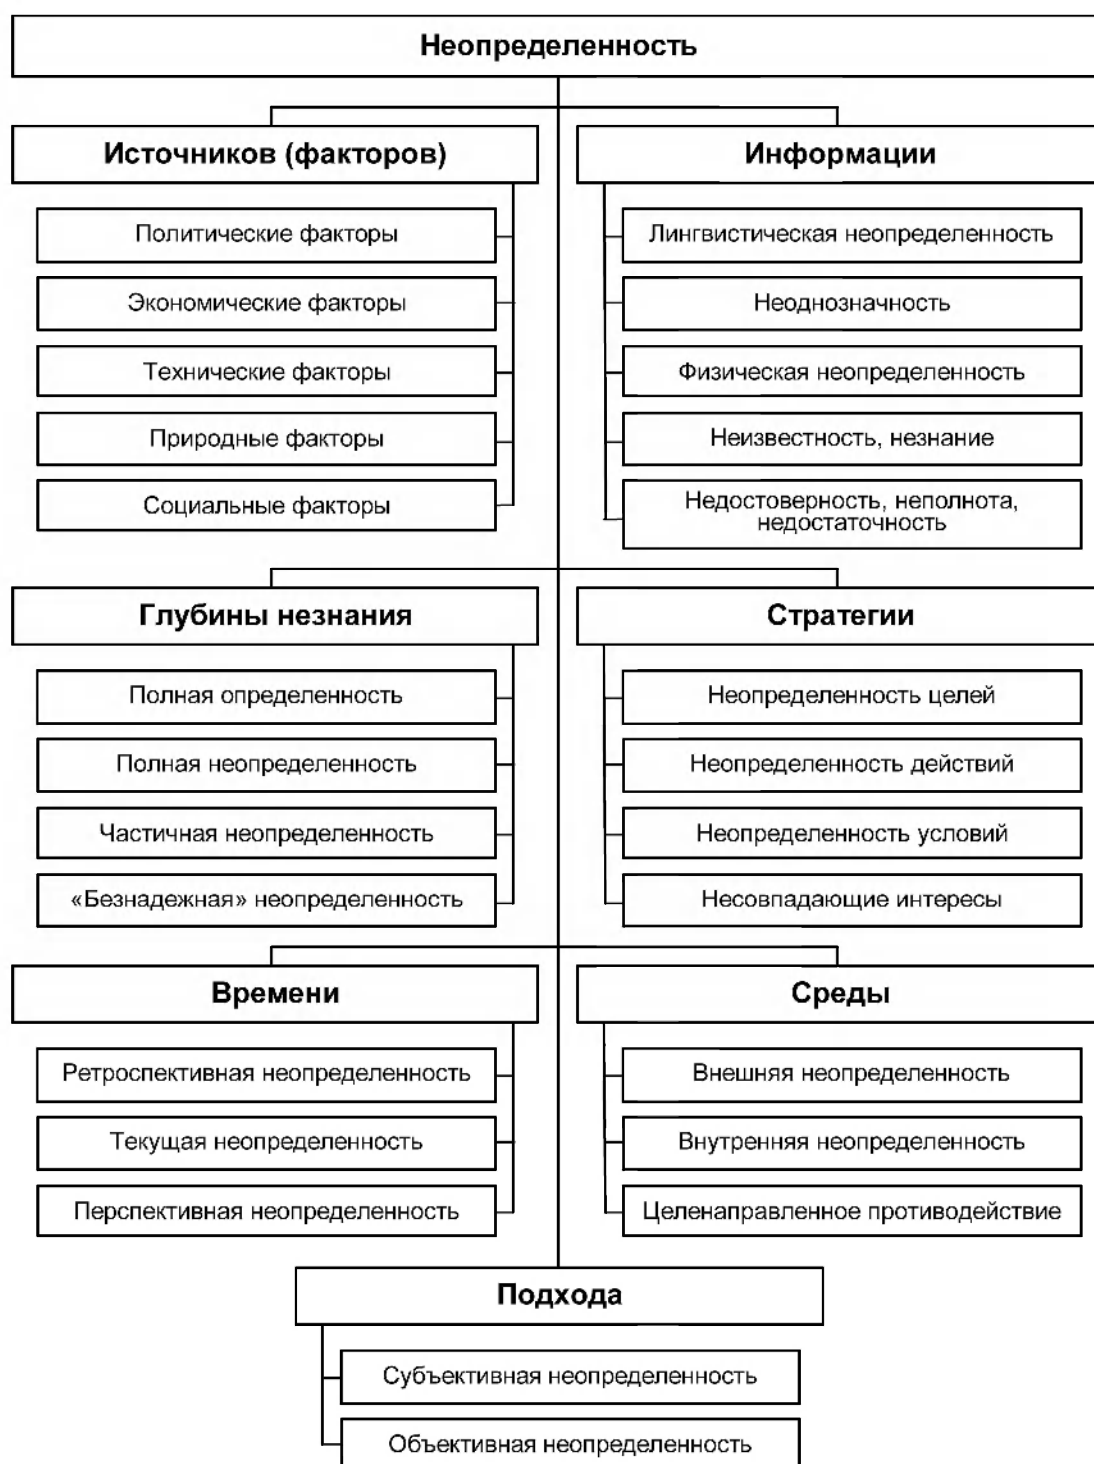 Неопределенность
Источников (факторов)
Политические факторы
Экономические факторы
Технические факторы
Природные факторы
Социальные факторы
Информации
Лингвистическая неопределенность
Неоднозначность
Физическая неопределенность
Неизвестность, незнание
Недостоверность, неполнота,
недостаточность
Глубины незнания
Полная определенность
Полная неопределенность
Частичная неопределенность
«Безнадежная» неопределенность
Стратегии
Неопределенность целей
Неопределенность действий
Неопределенность условий
Несовпадающие интересы
Времени
Ретроспективная неопределенность
Текущая неопределенность
Перспективная неопределенность
Среды
Внешняя неопределенность
Внутренняя неопределенность
Целенаправленное противодействие
Подхода
Субъективная неопределенность
Объективная неопределенность